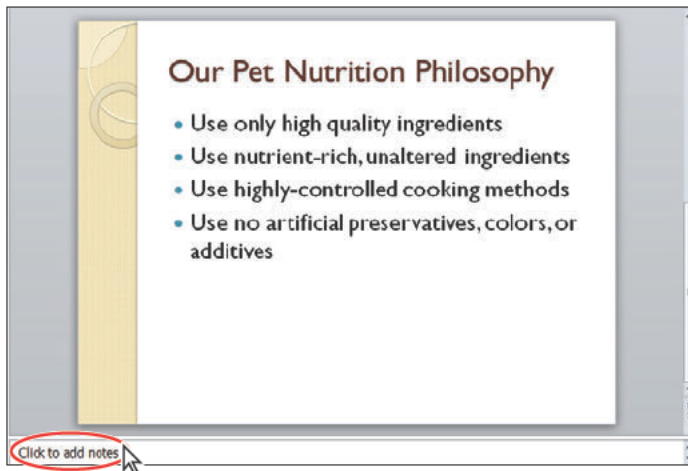 Our Pet Nutrition Philosophy
• Use only high quality ingredients
• Use nutrient-rich, unaltered ingredients
• Use highly-controlled cooking methods
• Use no artificial preservatives, colors, or
additives
Click to add notes